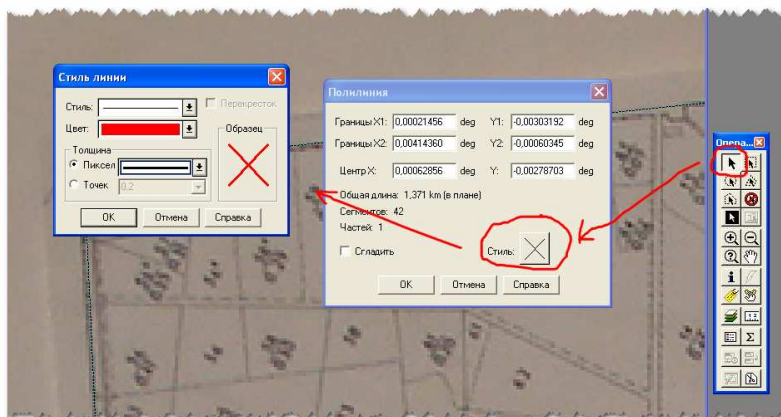 Стиль линии
Стиль:
Перекресток
Цвет:
Образец
Толщина
Пиксел
Точек
0,2
ОК
Отмена
Справка
Полилиния
Границы X1: 0,00021456 deg Y1: -0,00303192 deg
Границы X2: 0,00414360 deg Y2: -0,00060345 deg
Центр X: 0,00062856 deg Y: -0,00278703 deg
Общая длина: 1,371 km (в плане)
Сегментов: 42
Частей: 1
Сгладить
Стиль:
ОК
Отмена
Справка
Опера...